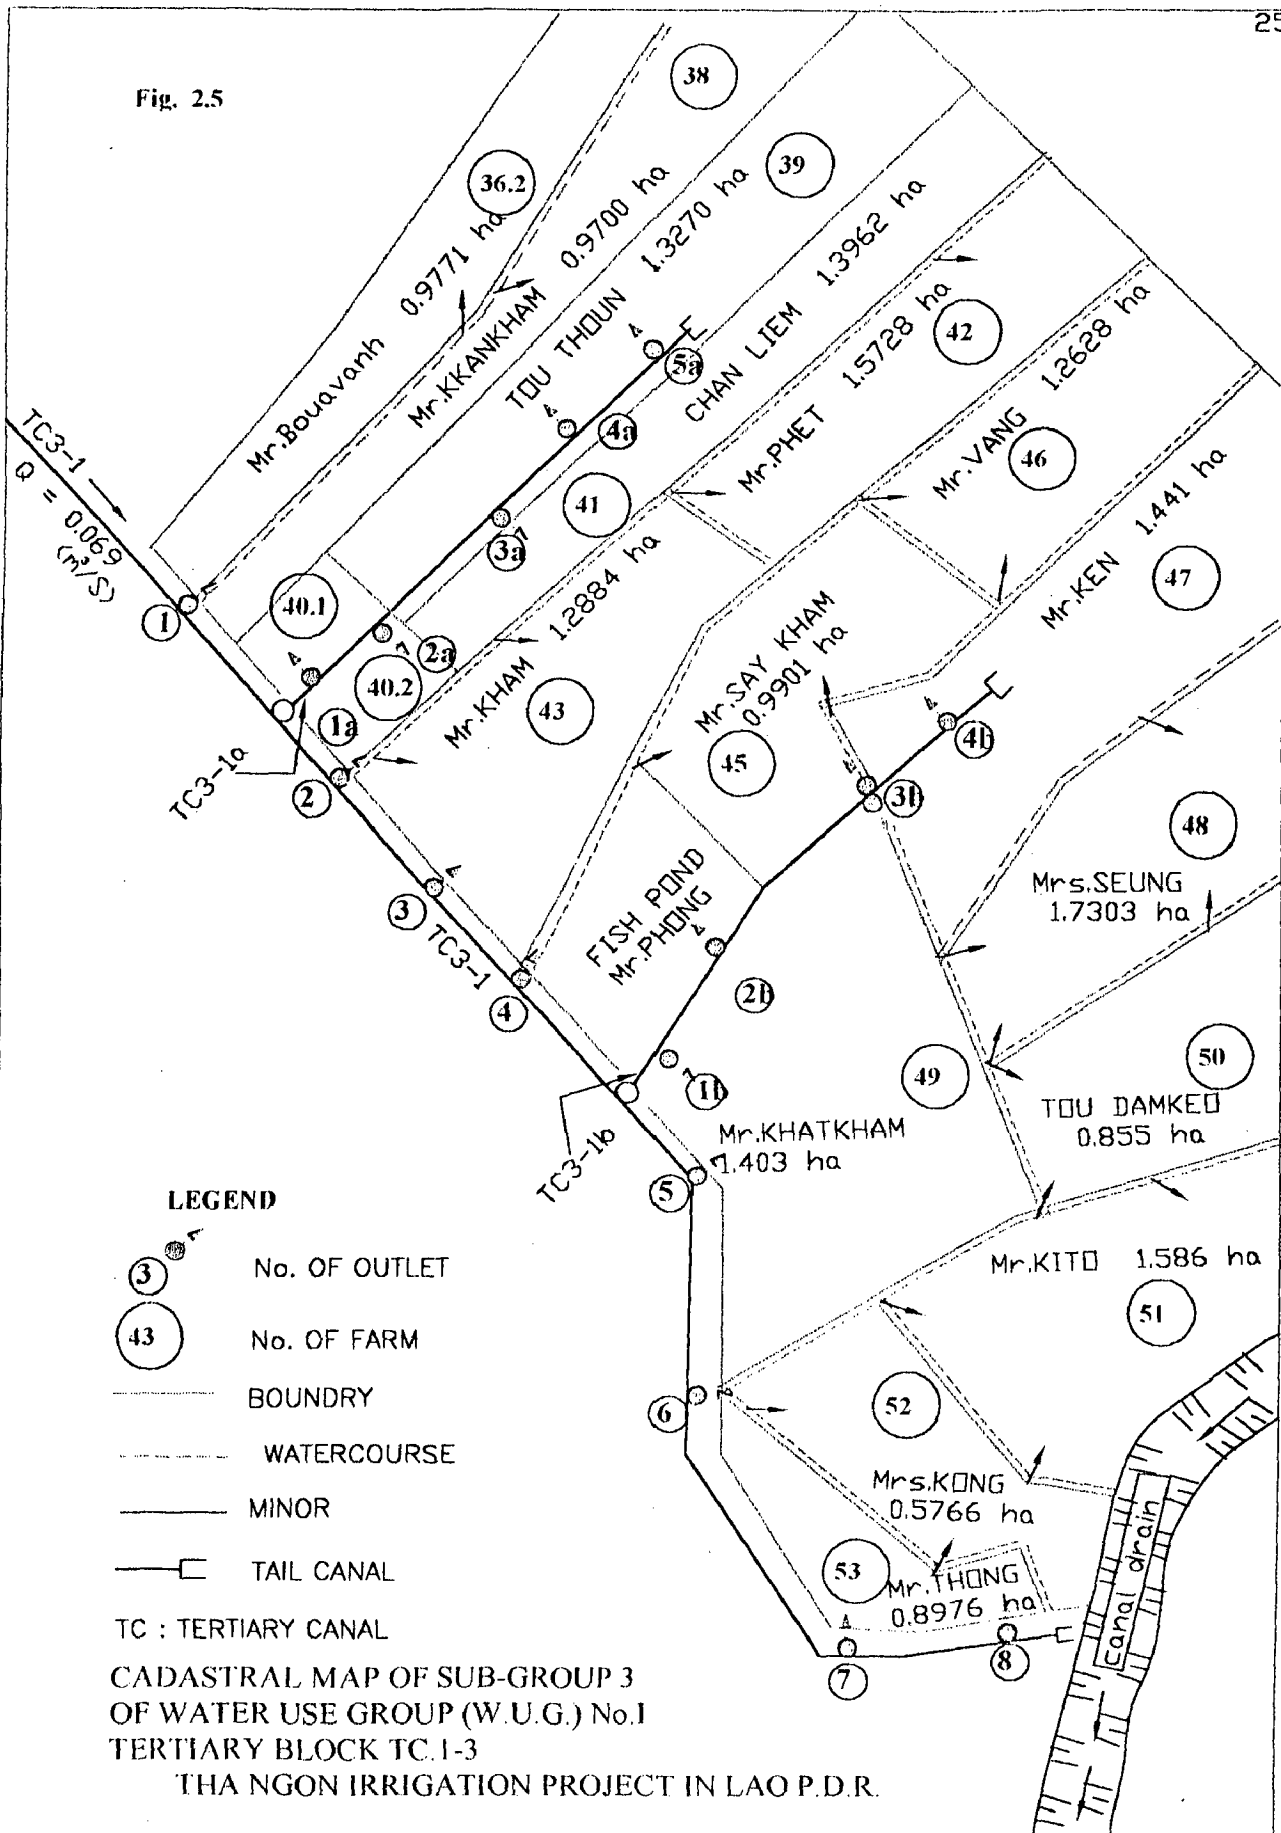 25
Fig. 2.5
38
39
36.2
Mr.Bouavanh 0.9771 ha
Mr.KKANKHAM 0.9700 ha
TOU THOUN 1.3270 ha
CHAN LIEM 1.3962 ha
Mr.PHET 1.5728 ha
42
Mr.VANG 1.2628 ha
46
Mr.KEN 1.441 ha
47
TC3-1
Q = 0.069
(m³/S)
5a
4a
41
3a
40.1
1
2a
40.2
1a
TC3-1a
2
Mr.KHAM 1.2884 ha
43
Mr.SAY KHAM
0.9901 ha
45
4b
3b
48
Mrs.SEUNG
1.7303 ha
3
TC3-1
4
FISH POND
Mr.PHONG
2b
1b
TC3-1b
49
50
TOU DAMKEO
0.855 ha
Mr.KHATKHAM
1.403 ha
5
Mr.KITO 1.586 ha
51
6
52
Mrs.KONG
0.5766 ha
53
Mr.THONG
0.8976 ha
7
8
canal drain
LEGEND
3 No. OF OUTLET
43 No. OF FARM
BOUNDRY
WATERCOURSE
MINOR
TAIL CANAL
TC : TERTIARY CANAL
CADASTRAL MAP OF SUB-GROUP 3
OF WATER USE GROUP (W.U.G.) No.1
TERTIARY BLOCK TC.1-3
THA NGON IRRIGATION PROJECT IN LAO P.D.R.